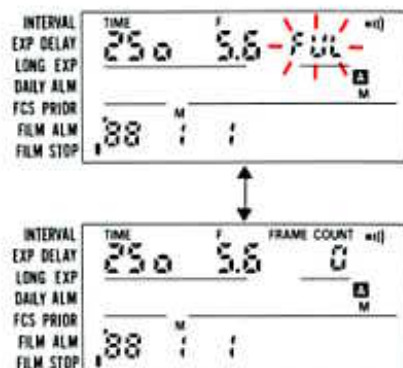 INTERVAL TIME F
EXP DELAY 250 5.6 FUL
LONG EXP
DAILY ALM A
FCS PRIOR M
FILM ALM M
FILM STOP '88 1 1
INTERVAL TIME F FRAME COUNT
EXP DELAY 250 5.6 0
LONG EXP
DAILY ALM A
FCS PRIOR M
FILM ALM M
FILM STOP '88 1 1